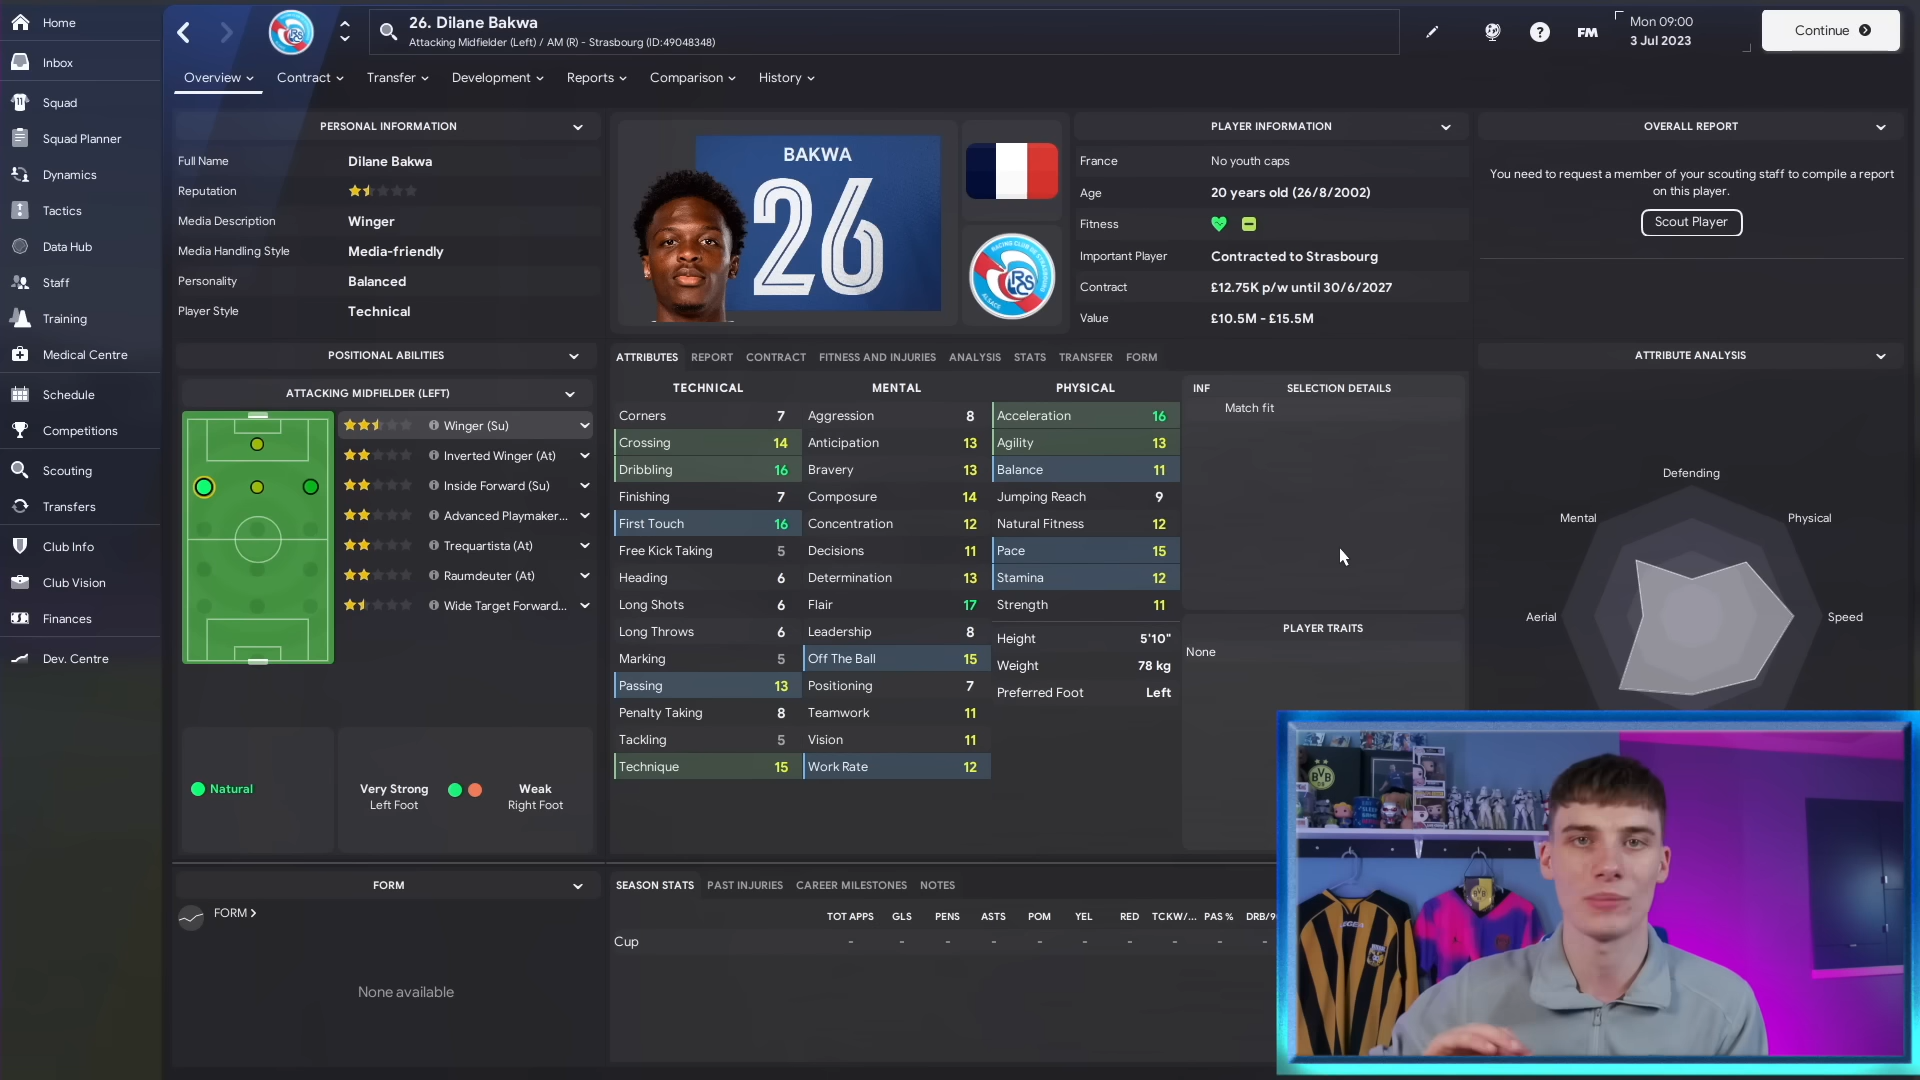 Home
Inbox
Squad
Squad Planner
Dynamics
Tactics
Data Hub
Staff
Training
Medical Centre
Schedule
Competitions
Scouting
Transfers
Club Info
Club Vision
Finances
Dev. Centre
26. Dilane Bakwa
Attacking Midfielder (Left) / AM (R) - Strasbourg (ID:49048348)
FM
Mon 09:00
3 Jul 2023
Continue
Overview Contract Transfer Development Reports Comparison History
PERSONAL INFORMATION
Full Name Dilane Bakwa
Reputation
Media Description Winger
Media Handling Style Media-friendly
Personality Balanced
Player Style Technical
BAKWA
26
RACING CLUB DE STRASBOURG
RCS
ALSACE
PLAYER INFORMATION
France No youth caps
Age 20 years old (26/8/2002)
Fitness
Important Player Contracted to Strasbourg
Contract £12.75K p/w until 30/6/2027
Value £10.5M - £15.5M
OVERALL REPORT
You need to request a member of your scouting staff to compile a report
on this player.
Scout Player
POSITIONAL ABILITIES
ATTACKING MIDFIELDER (LEFT)
Winger (Su)
Inverted Winger (At)
Inside Forward (Su)
Advanced Playmaker...
Trequartista (At)
Raumdeuter (At)
Wide Target Forward...
Natural
Very Strong
Left Foot
Weak
Right Foot
ATTRIBUTES REPORT CONTRACT FITNESS AND INJURIES ANALYSIS STATS TRANSFER FORM
TECHNICAL
Corners 7
Crossing 14
Dribbling 16
Finishing 7
First Touch 16
Free Kick Taking 5
Heading 6
Long Shots 6
Long Throws 6
Marking 5
Passing 13
Penalty Taking 8
Tackling 5
Technique 15
MENTAL
Aggression 8
Anticipation 13
Bravery 13
Composure 14
Concentration 12
Decisions 11
Determination 13
Flair 17
Leadership 8
Off The Ball 15
Positioning 7
Teamwork 11
Vision 11
Work Rate 12
PHYSICAL
Acceleration 16
Agility 13
Balance 11
Jumping Reach 9
Natural Fitness 12
Pace 15
Stamina 12
Strength 11
Height 5'10"
Weight 78 kg
Preferred Foot Left
INF SELECTION DETAILS
Match fit
PLAYER TRAITS
None
ATTRIBUTE ANALYSIS
Defending
Mental Physical
Aerial Speed
FORM
FORM
None available
SEASON STATS PAST INJURIES CAREER MILESTONES NOTES
TOT APPS GLS PENS ASTS POM YEL RED TCKW/... PAS % DRB/9
Cup - - - - - - - - - -
BVB
LEGEA